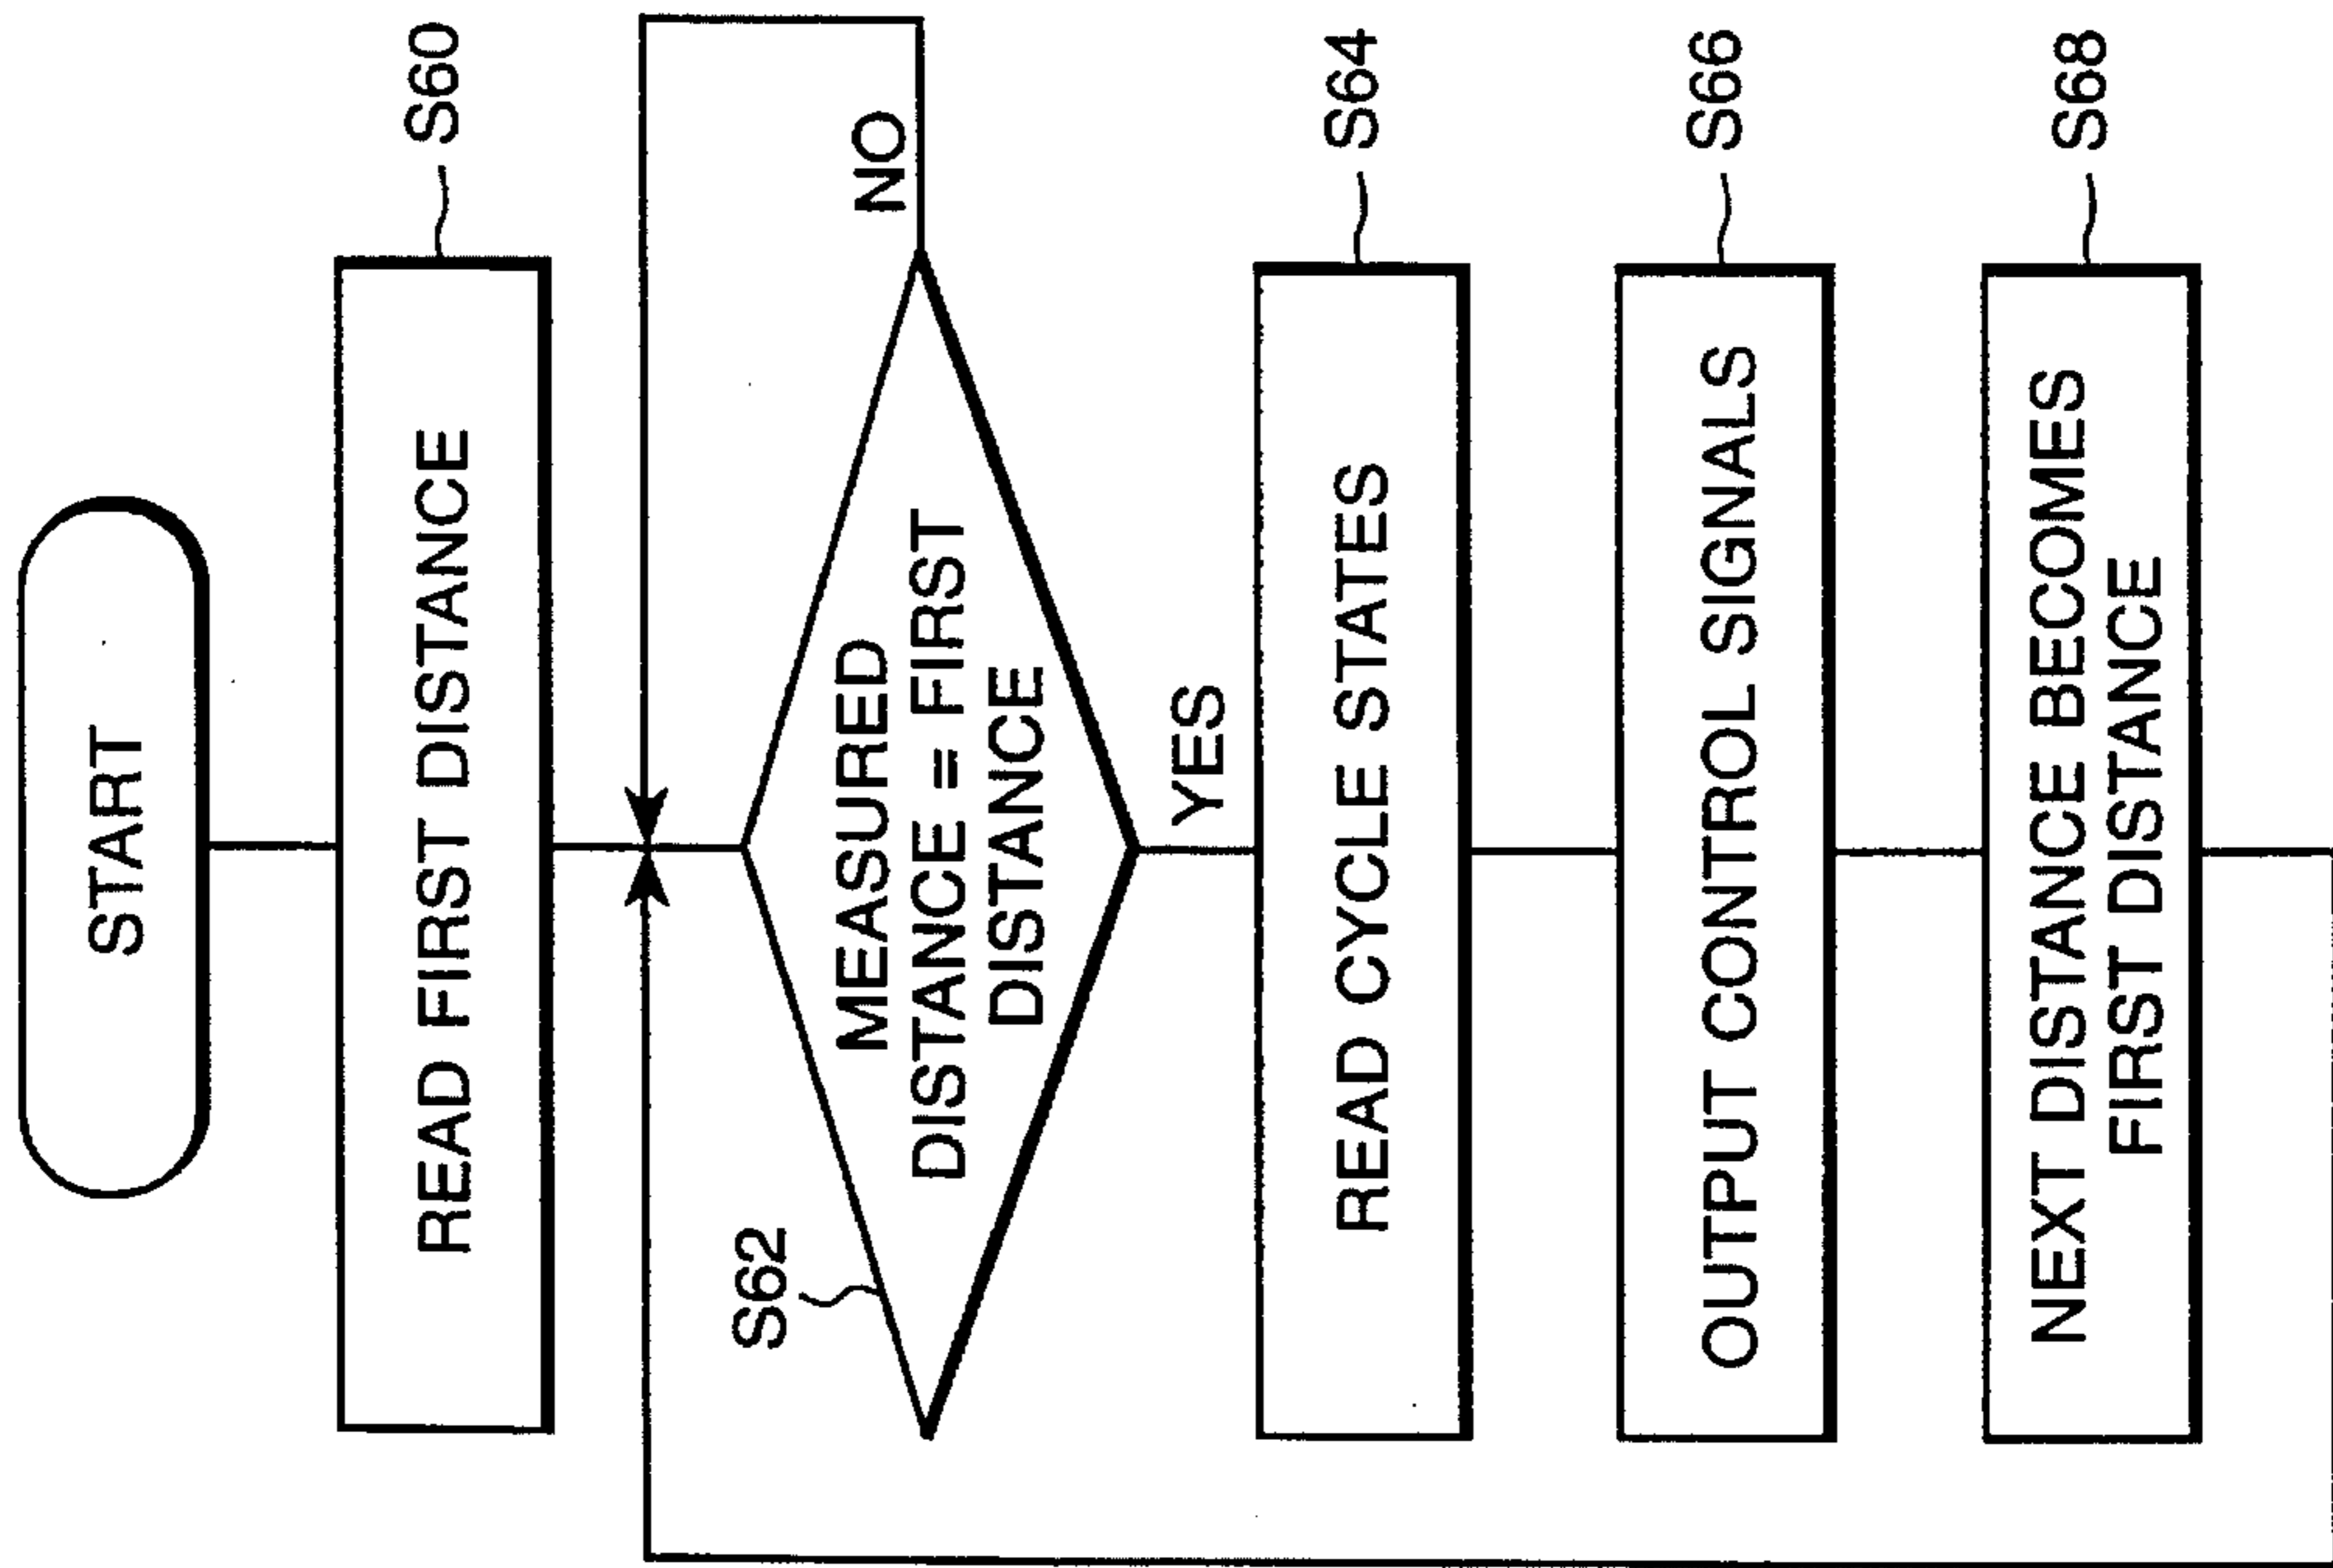 START
READ FIRST DISTANCE
S60
S62
MEASURED
DISTANCE = FIRST
DISTANCE
NO
YES
READ CYCLE STATES
S64
OUTPUT CONTROL SIGNALS
S66
NEXT DISTANCE BECOMES
FIRST DISTANCE
S68